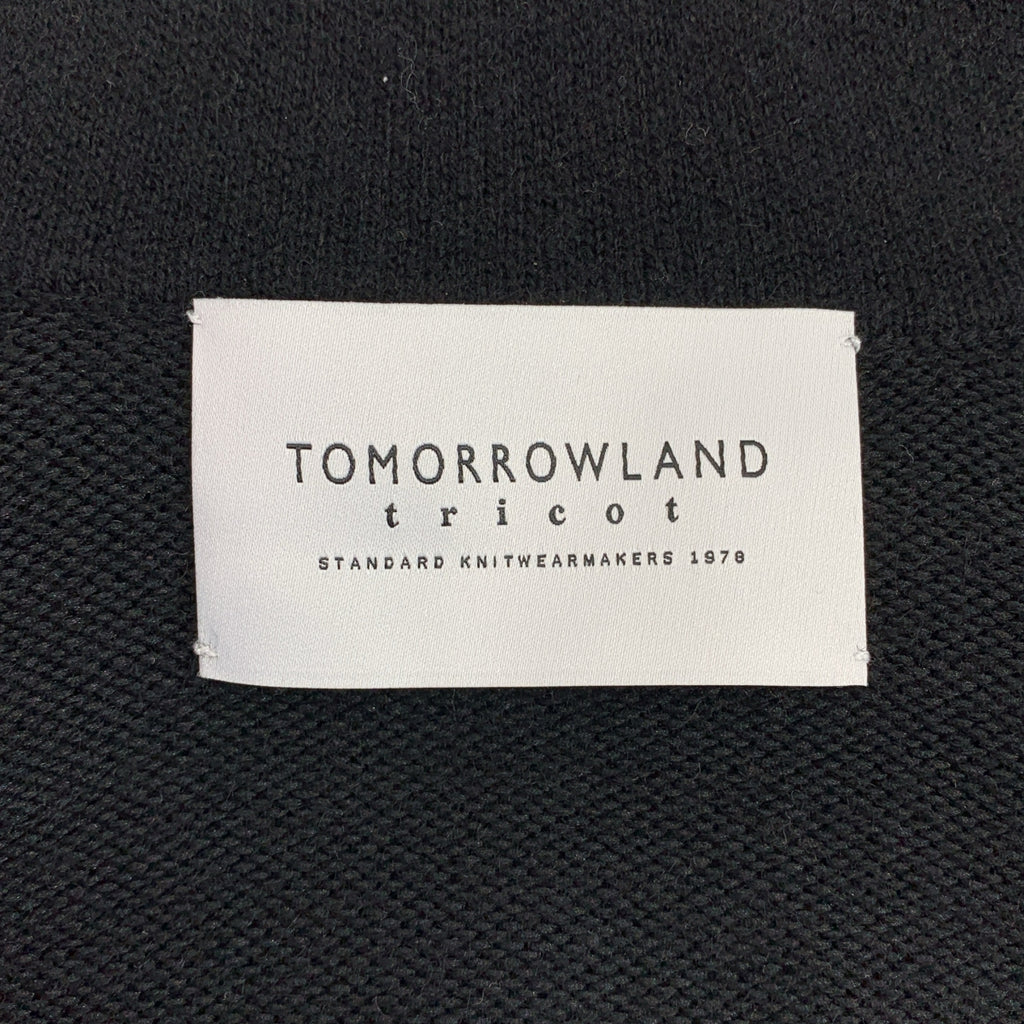 TOMORROWLAND
tricot
STANDARD KNITWEARMAKERS 1978